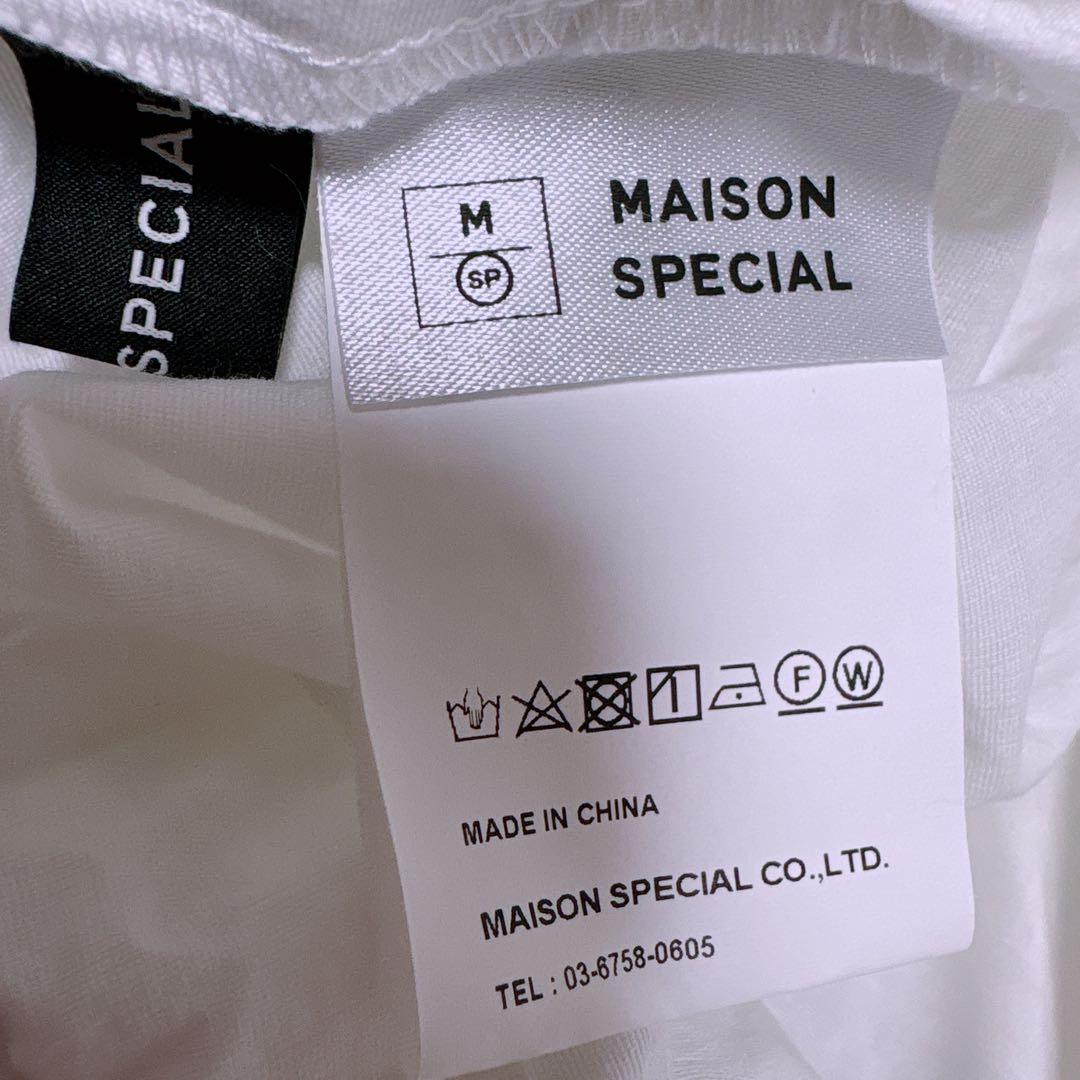 SPECIAL
M
SP
MAISON
SPECIAL
F W
MADE IN CHINA
MAISON SPECIAL CO.,LTD.
TEL : 03-6758-0605